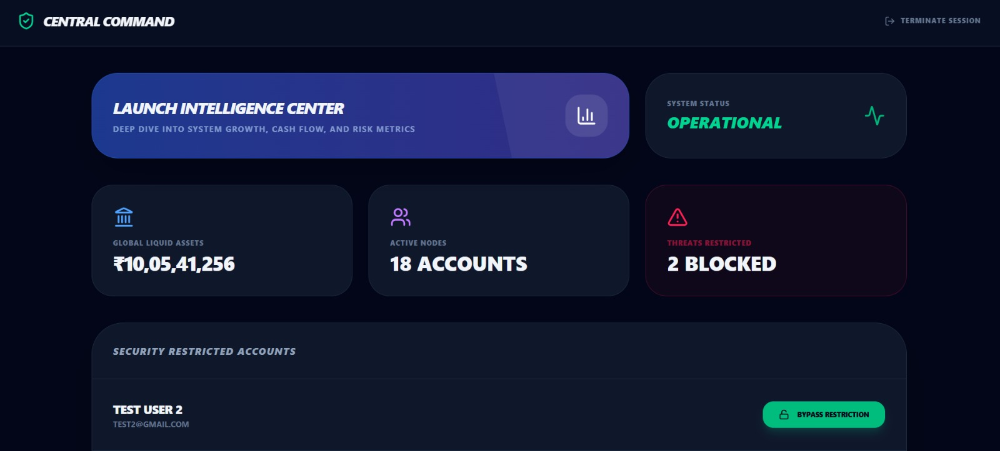 CENTRAL COMMAND
TERMINATE SESSION
LAUNCH INTELLIGENCE CENTER
DEEP DIVE INTO SYSTEM GROWTH, CASH FLOW, AND RISK METRICS
SYSTEM STATUS
OPERATIONAL
GLOBAL LIQUID ASSETS
₹10,05,41,256
ACTIVE NODES
18 ACCOUNTS
THREATS RESTRICTED
2 BLOCKED
SECURITY RESTRICTED ACCOUNTS
TEST USER 2
TEST2@GMAIL.COM
BYPASS RESTRICTION